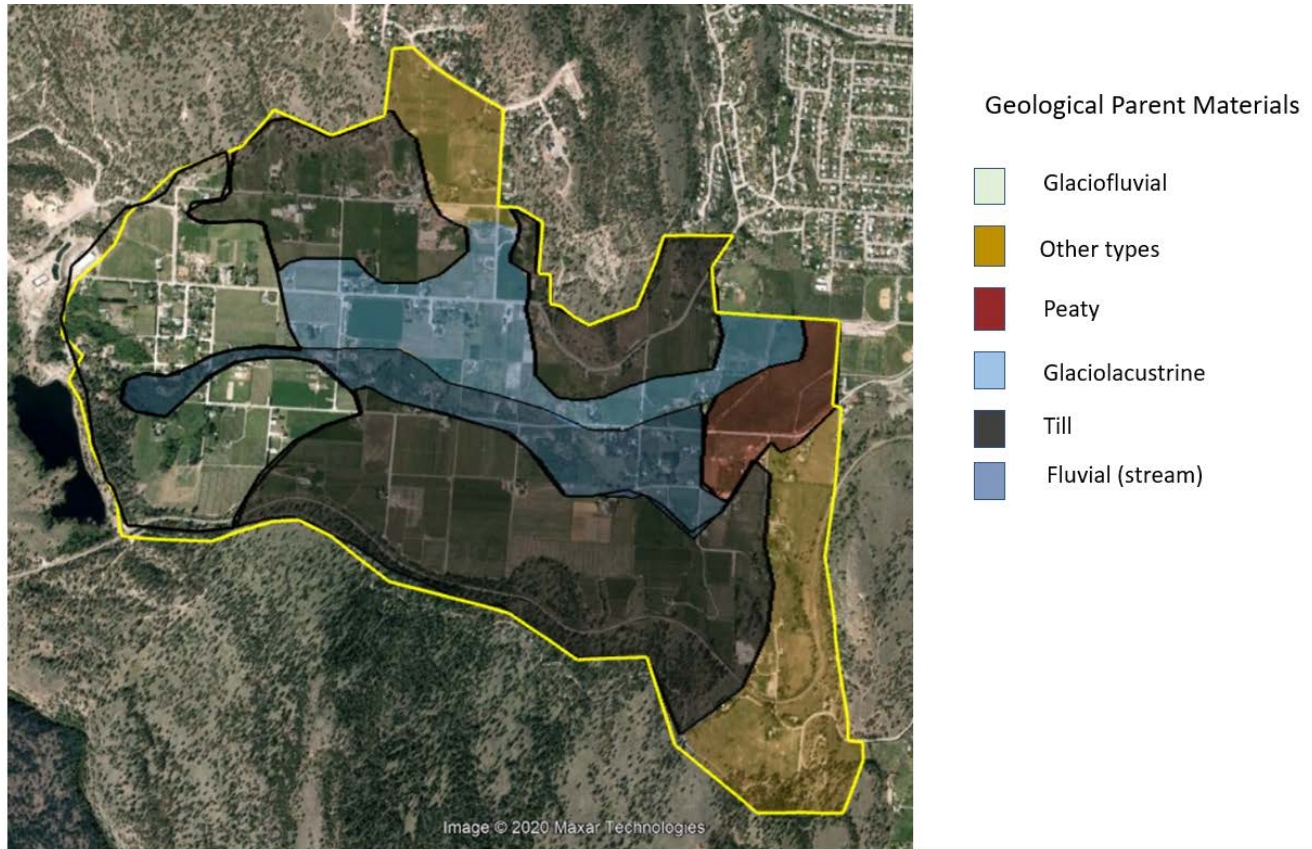 Geological Parent Materials
Glaciofluvial
Other types
Peaty
Glaciolacustrine
Till
Fluvial (stream)
Image © 2020 Maxar Technologies